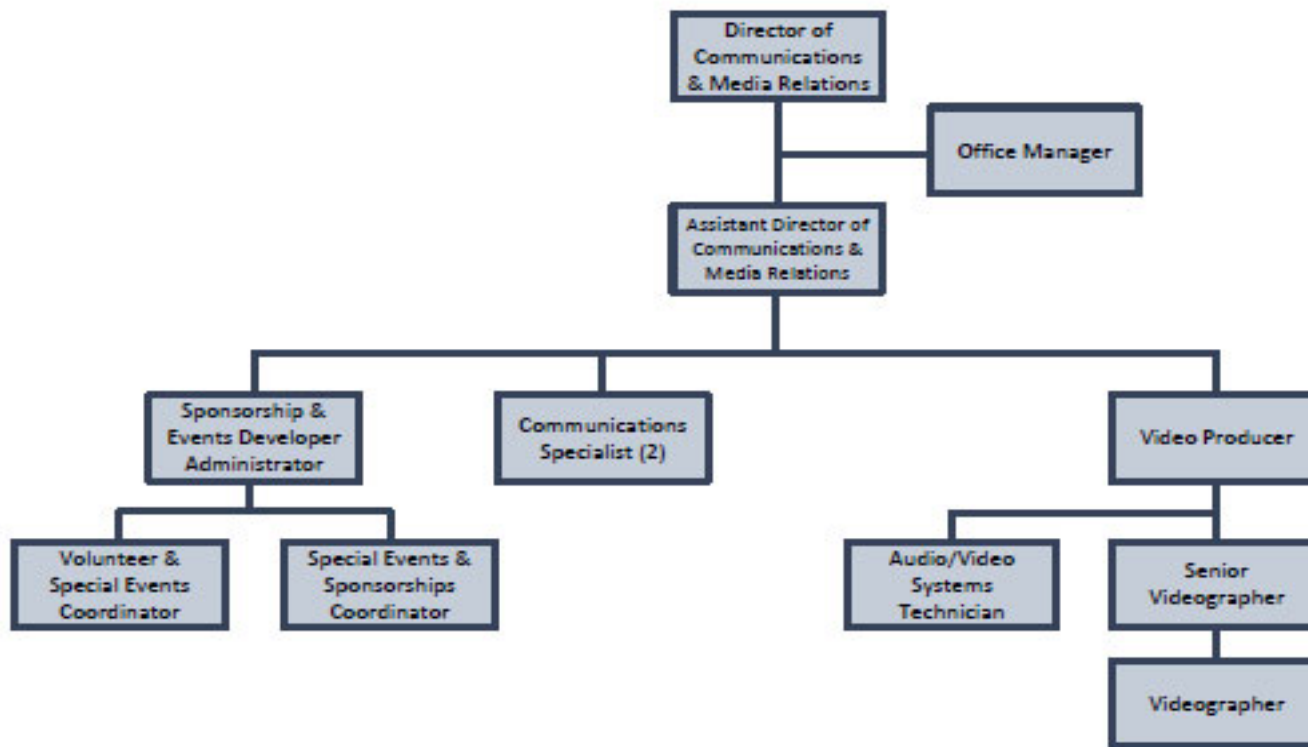 Director of
Communications
& Media Relations
Office Manager
Assistant Director of
Communications &
Media Relations
Sponsorship &
Events Developer
Administrator
Communications
Specialist (2)
Video Producer
Volunteer &
Special Events
Coordinator
Special Events &
Sponsorships
Coordinator
Audio/Video
Systems
Technician
Senior
Videographer
Videographer